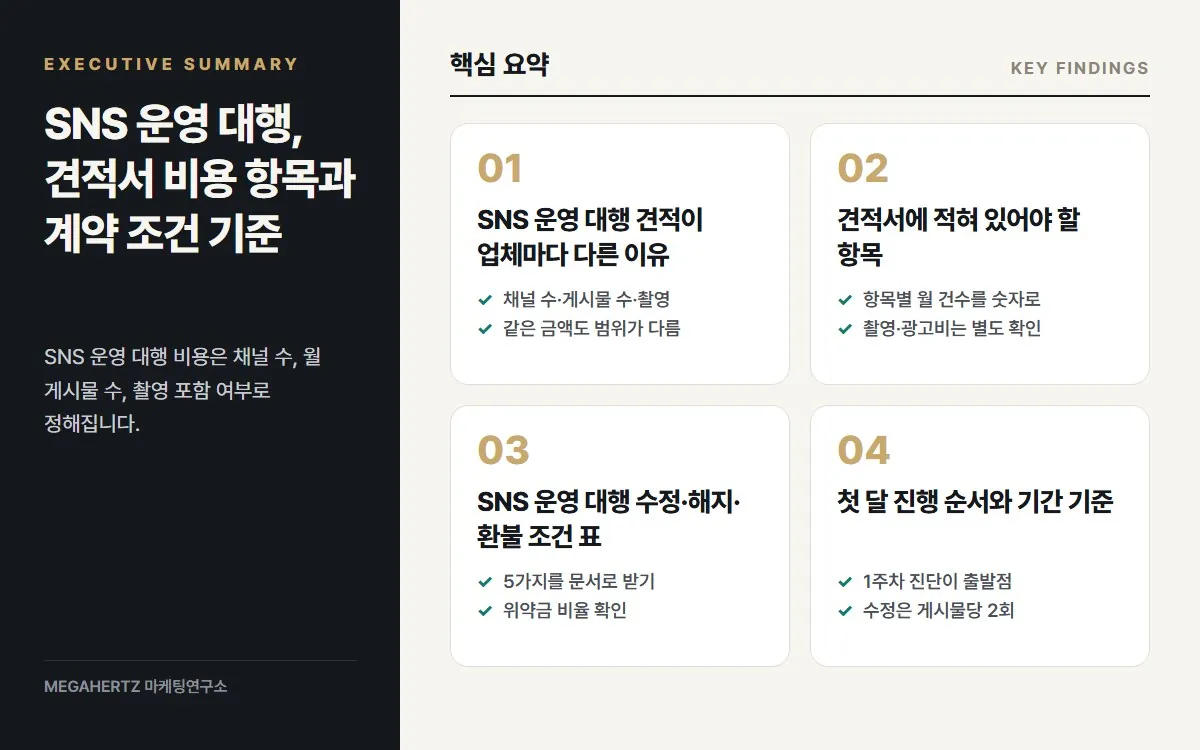 EXECUTIVE SUMMARY
SNS 운영 대행,
견적서 비용 항목과
계약 조건 기준
SNS 운영 대행 비용은 채널 수, 월
게시물 수, 촬영 포함 여부로
정해집니다.
MEGAHERTZ 마케팅연구소
핵심 요약
KEY FINDINGS
01
SNS 운영 대행 견적이
업체마다 다른 이유
채널 수·게시물 수·촬영
같은 금액도 범위가 다름
02
견적서에 적혀 있어야 할
항목
항목별 월 건수를 숫자로
촬영·광고비는 별도 확인
03
SNS 운영 대행 수정·해지·
환불 조건 표
5가지를 문서로 받기
위약금 비율 확인
04
첫 달 진행 순서와 기간 기준
1주차 진단이 출발점
수정은 게시물당 2회